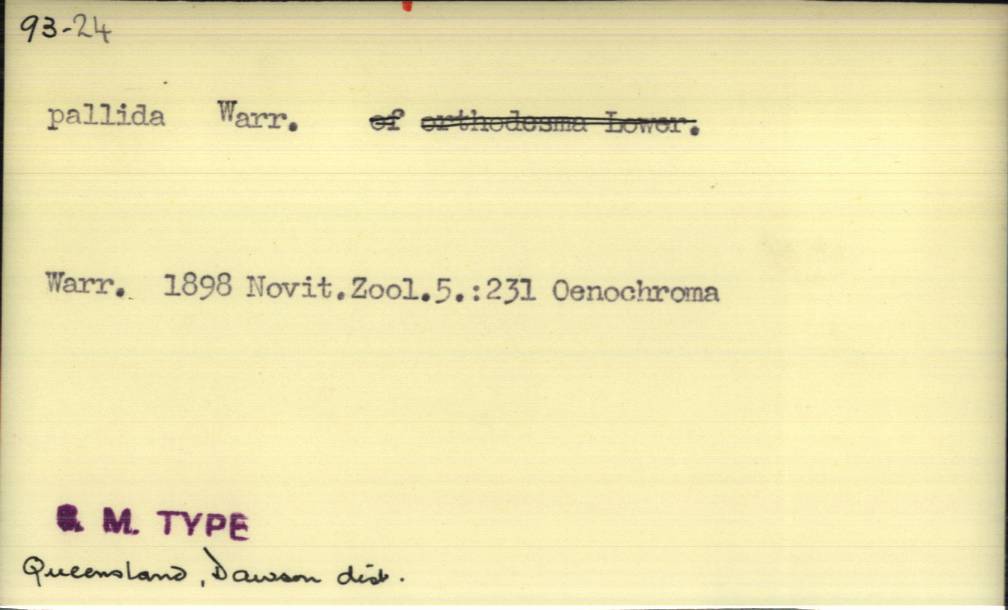 93-24
pallida Warr. of orthodesma Lower.
Warr. 1898 Novit.Zool.5.:231 Oenochroma
B. M. TYPE
Queensland, Dawson dist.